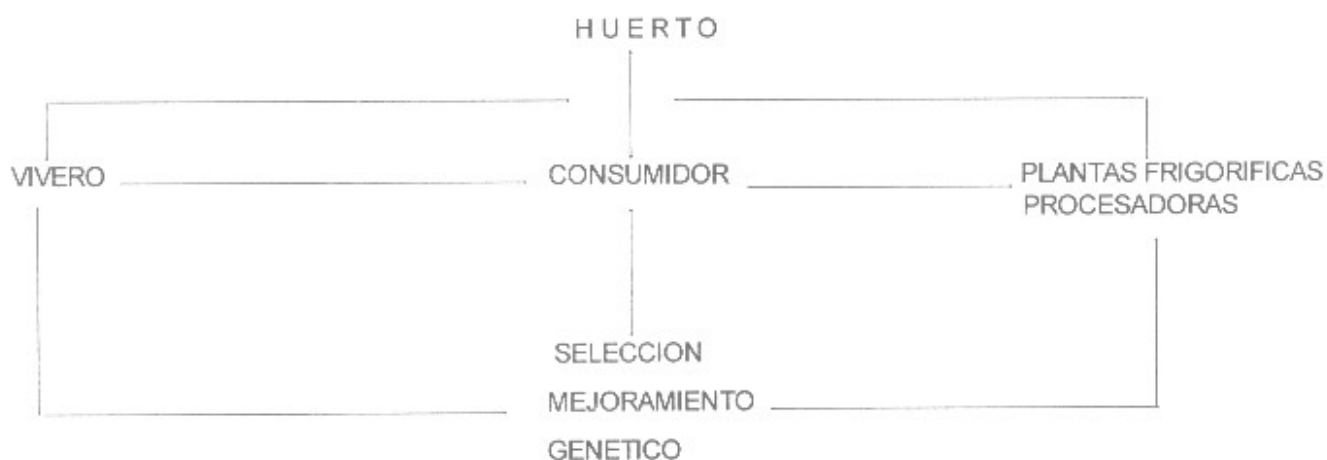 HUERTO
VIVERO
CONSUMIDOR
PLANTAS FRIGORIFICAS
PROCESADORAS
SELECCION
MEJORAMIENTO
GENETICO